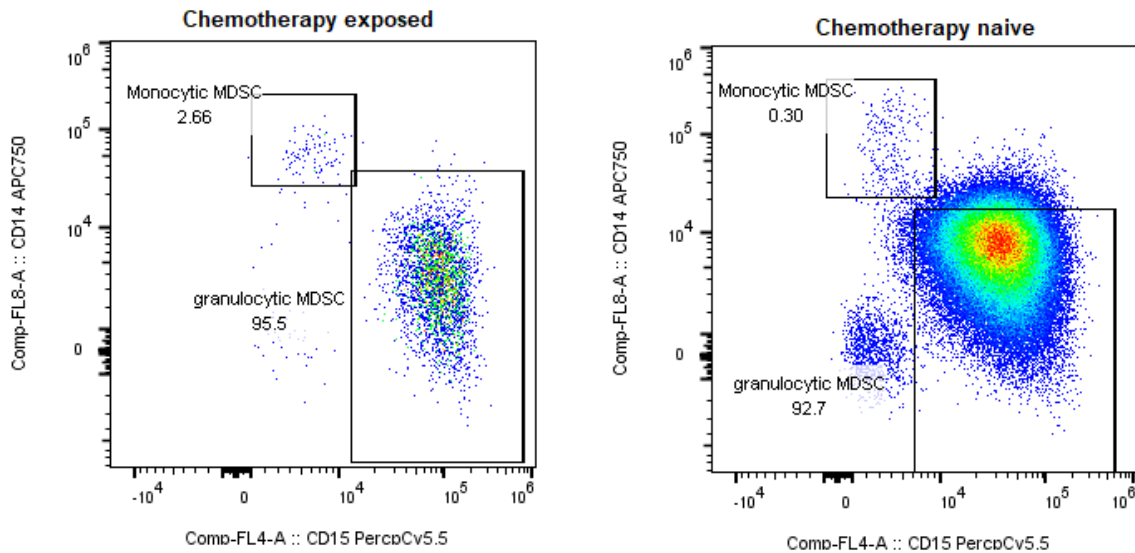 Chemotherapy exposed
10^6
10^5
10^4
0
Comp-FL8-A :: CD14 APC750
Monocytic MDSC
2.66
granulocytic MDSC
95.5
-10^4
0
10^4
10^5
10^6
Comp-FL4-A :: CD15 PercpCy5.5
Chemotherapy naive
10^6
10^5
10^4
0
Comp-FL8-A :: CD14 APC750
Monocytic MDSC
0.30
granulocytic MDSC
92.7
-10^4
0
10^4
10^5
10^6
Comp-FL4-A :: CD15 PercpCy5.5